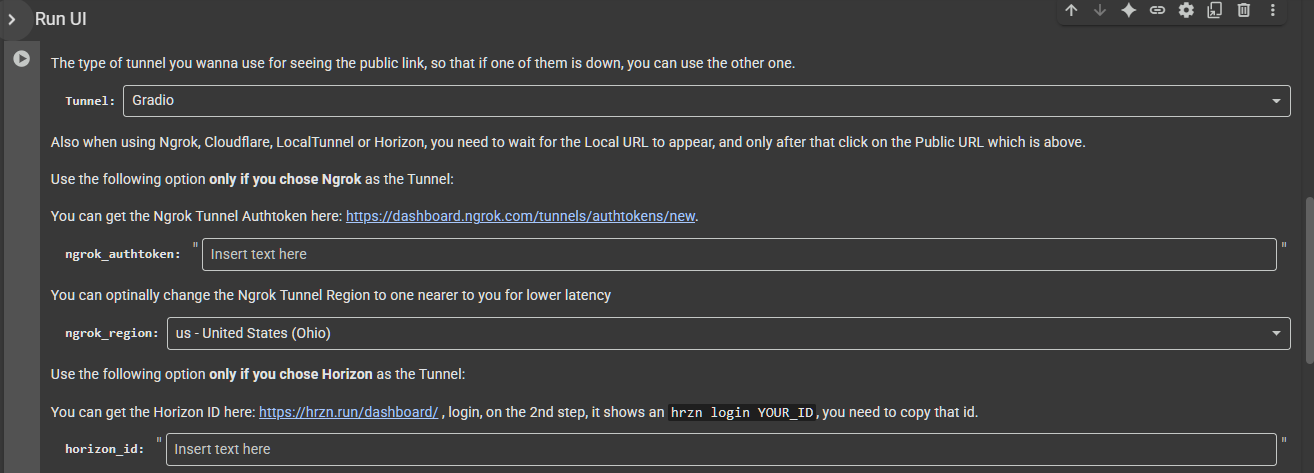 Run UI
The type of tunnel you wanna use for seeing the public link, so that if one of them is down, you can use the other one.
Tunnel: Gradio
Also when using Ngrok, Cloudflare, LocalTunnel or Horizon, you need to wait for the Local URL to appear, and only after that click on the Public URL which is above.
Use the following option only if you chose Ngrok as the Tunnel:
You can get the Ngrok Tunnel Authtoken here: https://dashboard.ngrok.com/tunnels/authtokens/new.
ngrok_authtoken: " Insert text here "
You can optinally change the Ngrok Tunnel Region to one nearer to you for lower latency
ngrok_region: us - United States (Ohio)
Use the following option only if you chose Horizon as the Tunnel:
You can get the Horizon ID here: https://hrzn.run/dashboard/ , login, on the 2nd step, it shows an hrzn login YOUR_ID, you need to copy that id.
horizon_id: " Insert text here "